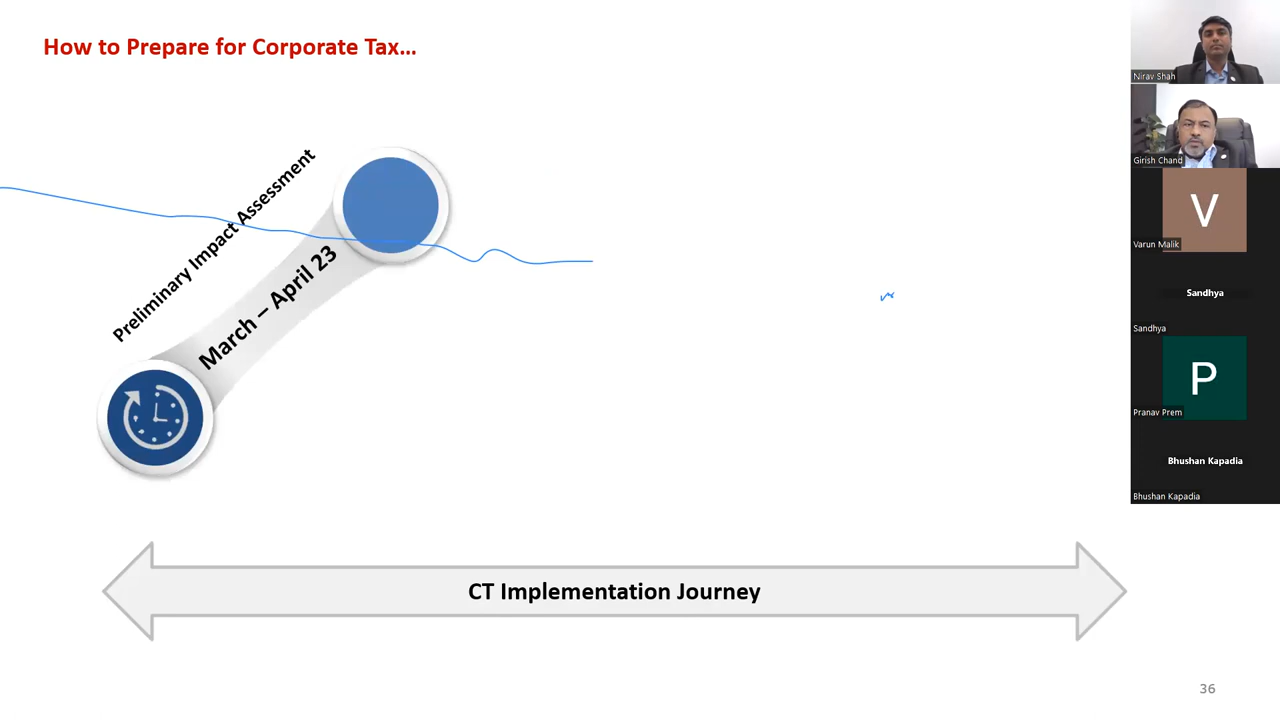 How to Prepare for Corporate Tax...
Preliminary Impact Assessment
March – April 23
CT Implementation Journey
36
Nirav Shah
Girish Chand
V
Varun Malik
Sandhya
Sandhya
P
Pranav Prem
Bhushan Kapadia
Bhushan Kapadia